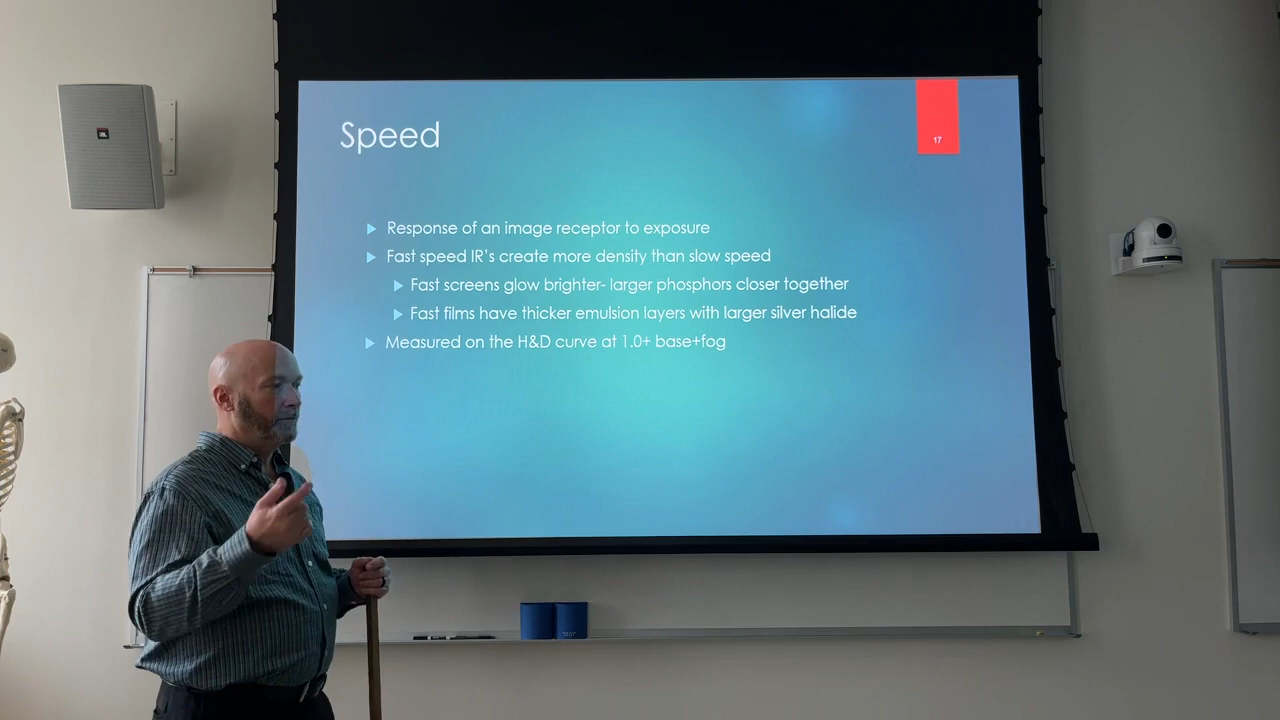 Speed
17
Response of an image receptor to exposure
Fast speed IR's create more density than slow speed
Fast screens glow brighter- larger phosphors closer together
Fast films have thicker emulsion layers with larger silver halide
Measured on the H&D curve at 1.0+ base+fog
JBL